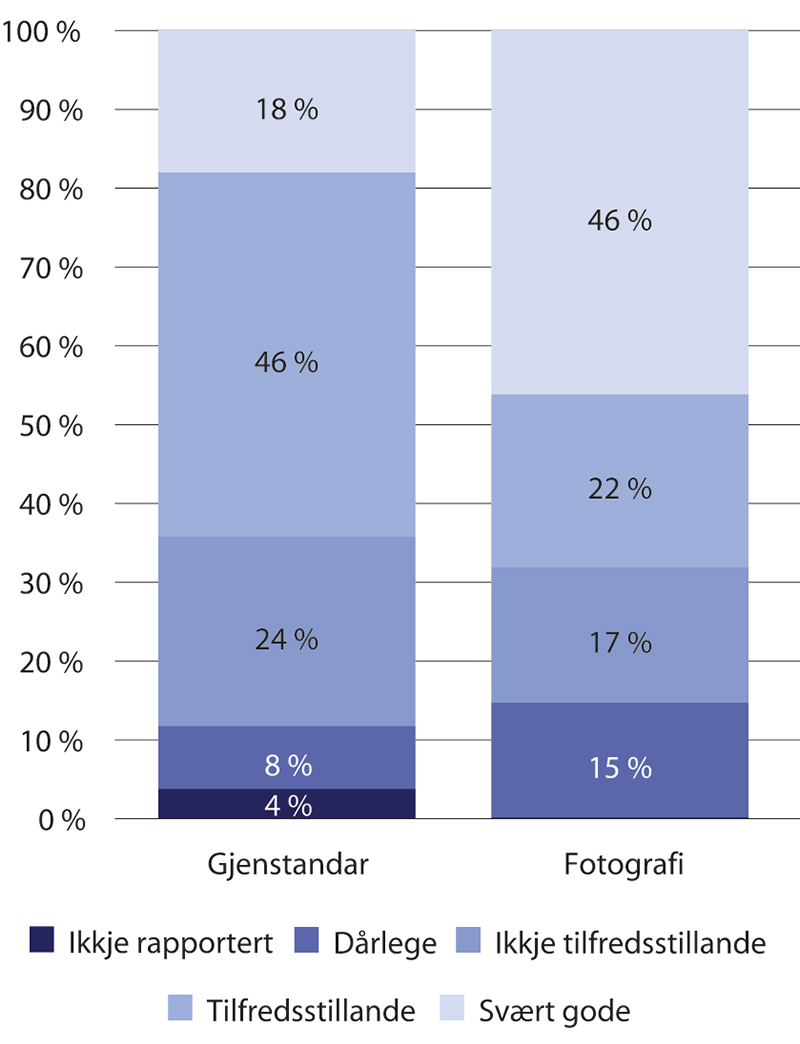 100 %
90 %
80 %
70 %
60 %
50 %
40 %
30 %
20 %
10 %
0 %
18 %
46 %
24 %
8 %
4 %
46 %
22 %
17 %
15 %
Gjenstandar
Fotografi
Ikkje rapportert
Dårlege
Ikkje tilfredsstillande
Tilfredsstillande
Svært gode